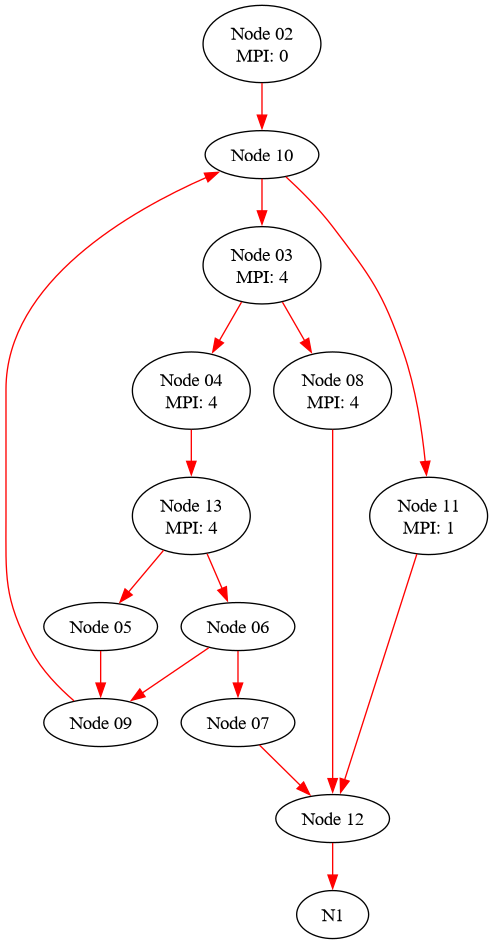 Node 02
MPI: 0
Node 10
Node 03
MPI: 4
Node 04
MPI: 4
Node 08
MPI: 4
Node 13
MPI: 4
Node 11
MPI: 1
Node 05
Node 06
Node 09
Node 07
Node 12
N1